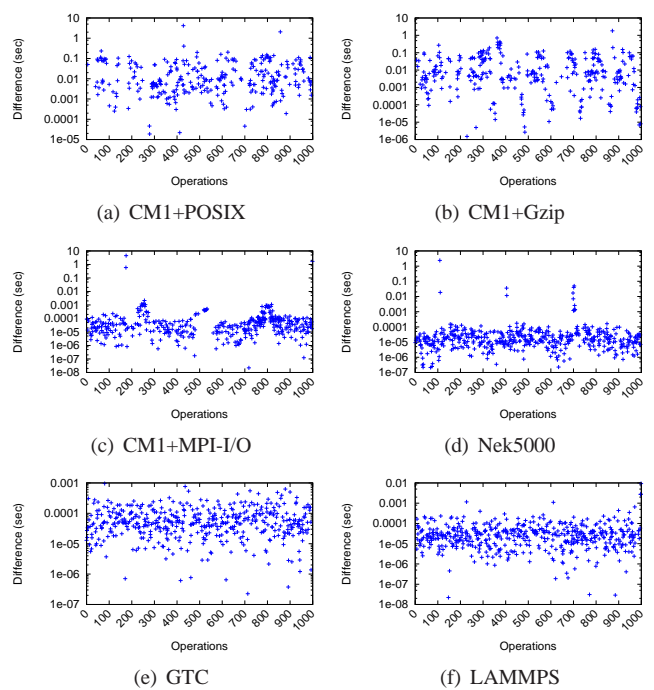 10
1
0.1
0.01
0.001
0.0001
1e-05
Difference (sec)
0
100
200
300
400
500
600
700
800
900
1000
Operations
(a) CM1+POSIX
10
1
0.1
0.01
0.001
0.0001
1e-05
1e-06
Difference (sec)
0
100
200
300
400
500
600
700
800
900
1000
Operations
(b) CM1+Gzip
10
1
0.1
0.01
0.001
0.0001
1e-05
1e-06
1e-07
1e-08
Difference (sec)
0
100
200
300
400
500
600
700
800
900
1000
Operations
(c) CM1+MPI-I/O
10
1
0.1
0.01
0.001
0.0001
1e-05
1e-06
1e-07
Difference (sec)
0
100
200
300
400
500
600
700
800
900
1000
Operations
(d) Nek5000
0.001
0.0001
1e-05
1e-06
1e-07
Difference (sec)
0
100
200
300
400
500
600
700
800
900
1000
Operations
(e) GTC
0.01
0.001
0.0001
1e-05
1e-06
1e-07
1e-08
Difference (sec)
0
100
200
300
400
500
600
700
800
900
1000
Operations
(f) LAMMPS